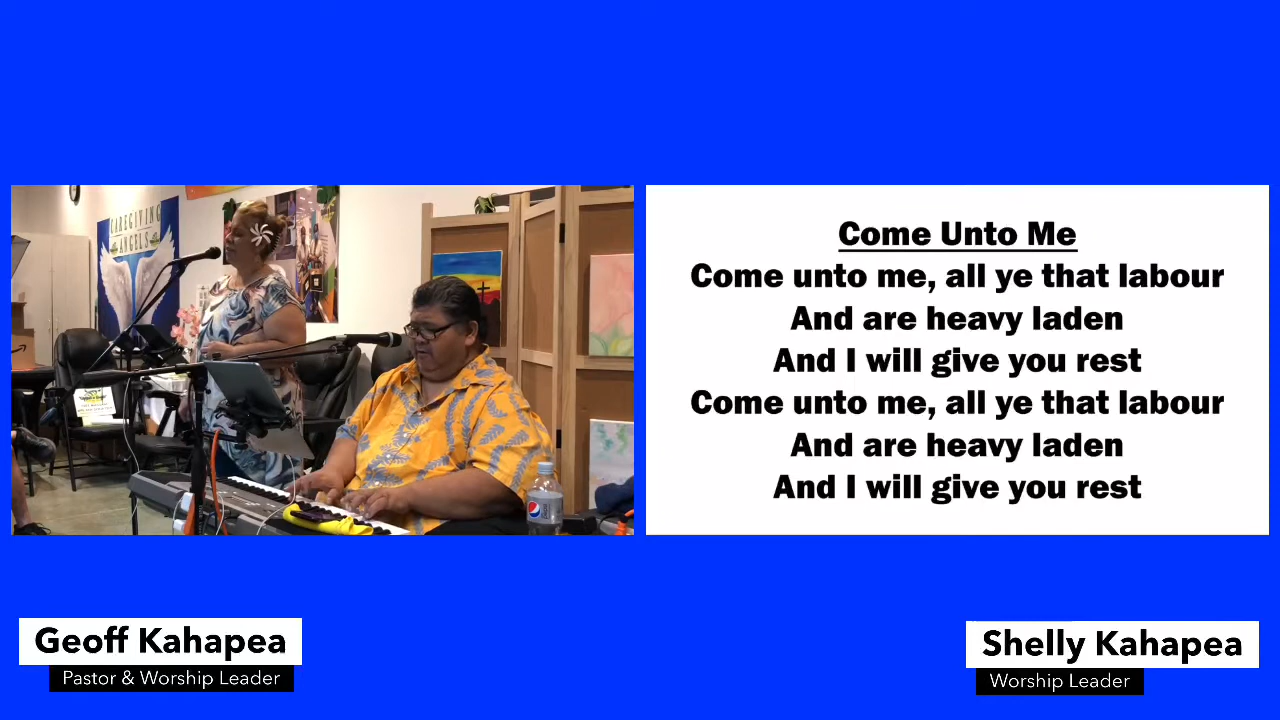 CAREGIVING
ANGELS
Come Unto Me
Come unto me, all ye that labour
And are heavy laden
And I will give you rest
Come unto me, all ye that labour
And are heavy laden
And I will give you rest
Geoff Kahapea
Pastor & Worship Leader
Shelly Kahapea
Worship Leader